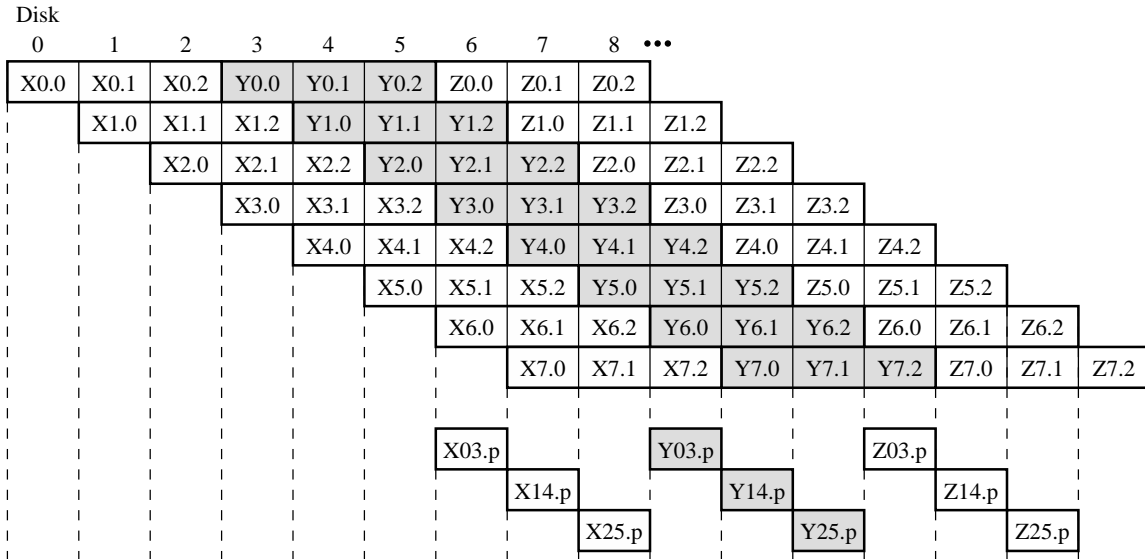 Disk
0 1 2 3 4 5 6 7 8 •••
X0.0 X0.1 X0.2 Y0.0 Y0.1 Y0.2 Z0.0 Z0.1 Z0.2
X1.0 X1.1 X1.2 Y1.0 Y1.1 Y1.2 Z1.0 Z1.1 Z1.2
X2.0 X2.1 X2.2 Y2.0 Y2.1 Y2.2 Z2.0 Z2.1 Z2.2
X3.0 X3.1 X3.2 Y3.0 Y3.1 Y3.2 Z3.0 Z3.1 Z3.2
X4.0 X4.1 X4.2 Y4.0 Y4.1 Y4.2 Z4.0 Z4.1 Z4.2
X5.0 X5.1 X5.2 Y5.0 Y5.1 Y5.2 Z5.0 Z5.1 Z5.2
X6.0 X6.1 X6.2 Y6.0 Y6.1 Y6.2 Z6.0 Z6.1 Z6.2
X7.0 X7.1 X7.2 Y7.0 Y7.1 Y7.2 Z7.0 Z7.1 Z7.2
X03.p Y03.p Z03.p
X14.p Y14.p Z14.p
X25.p Y25.p Z25.p